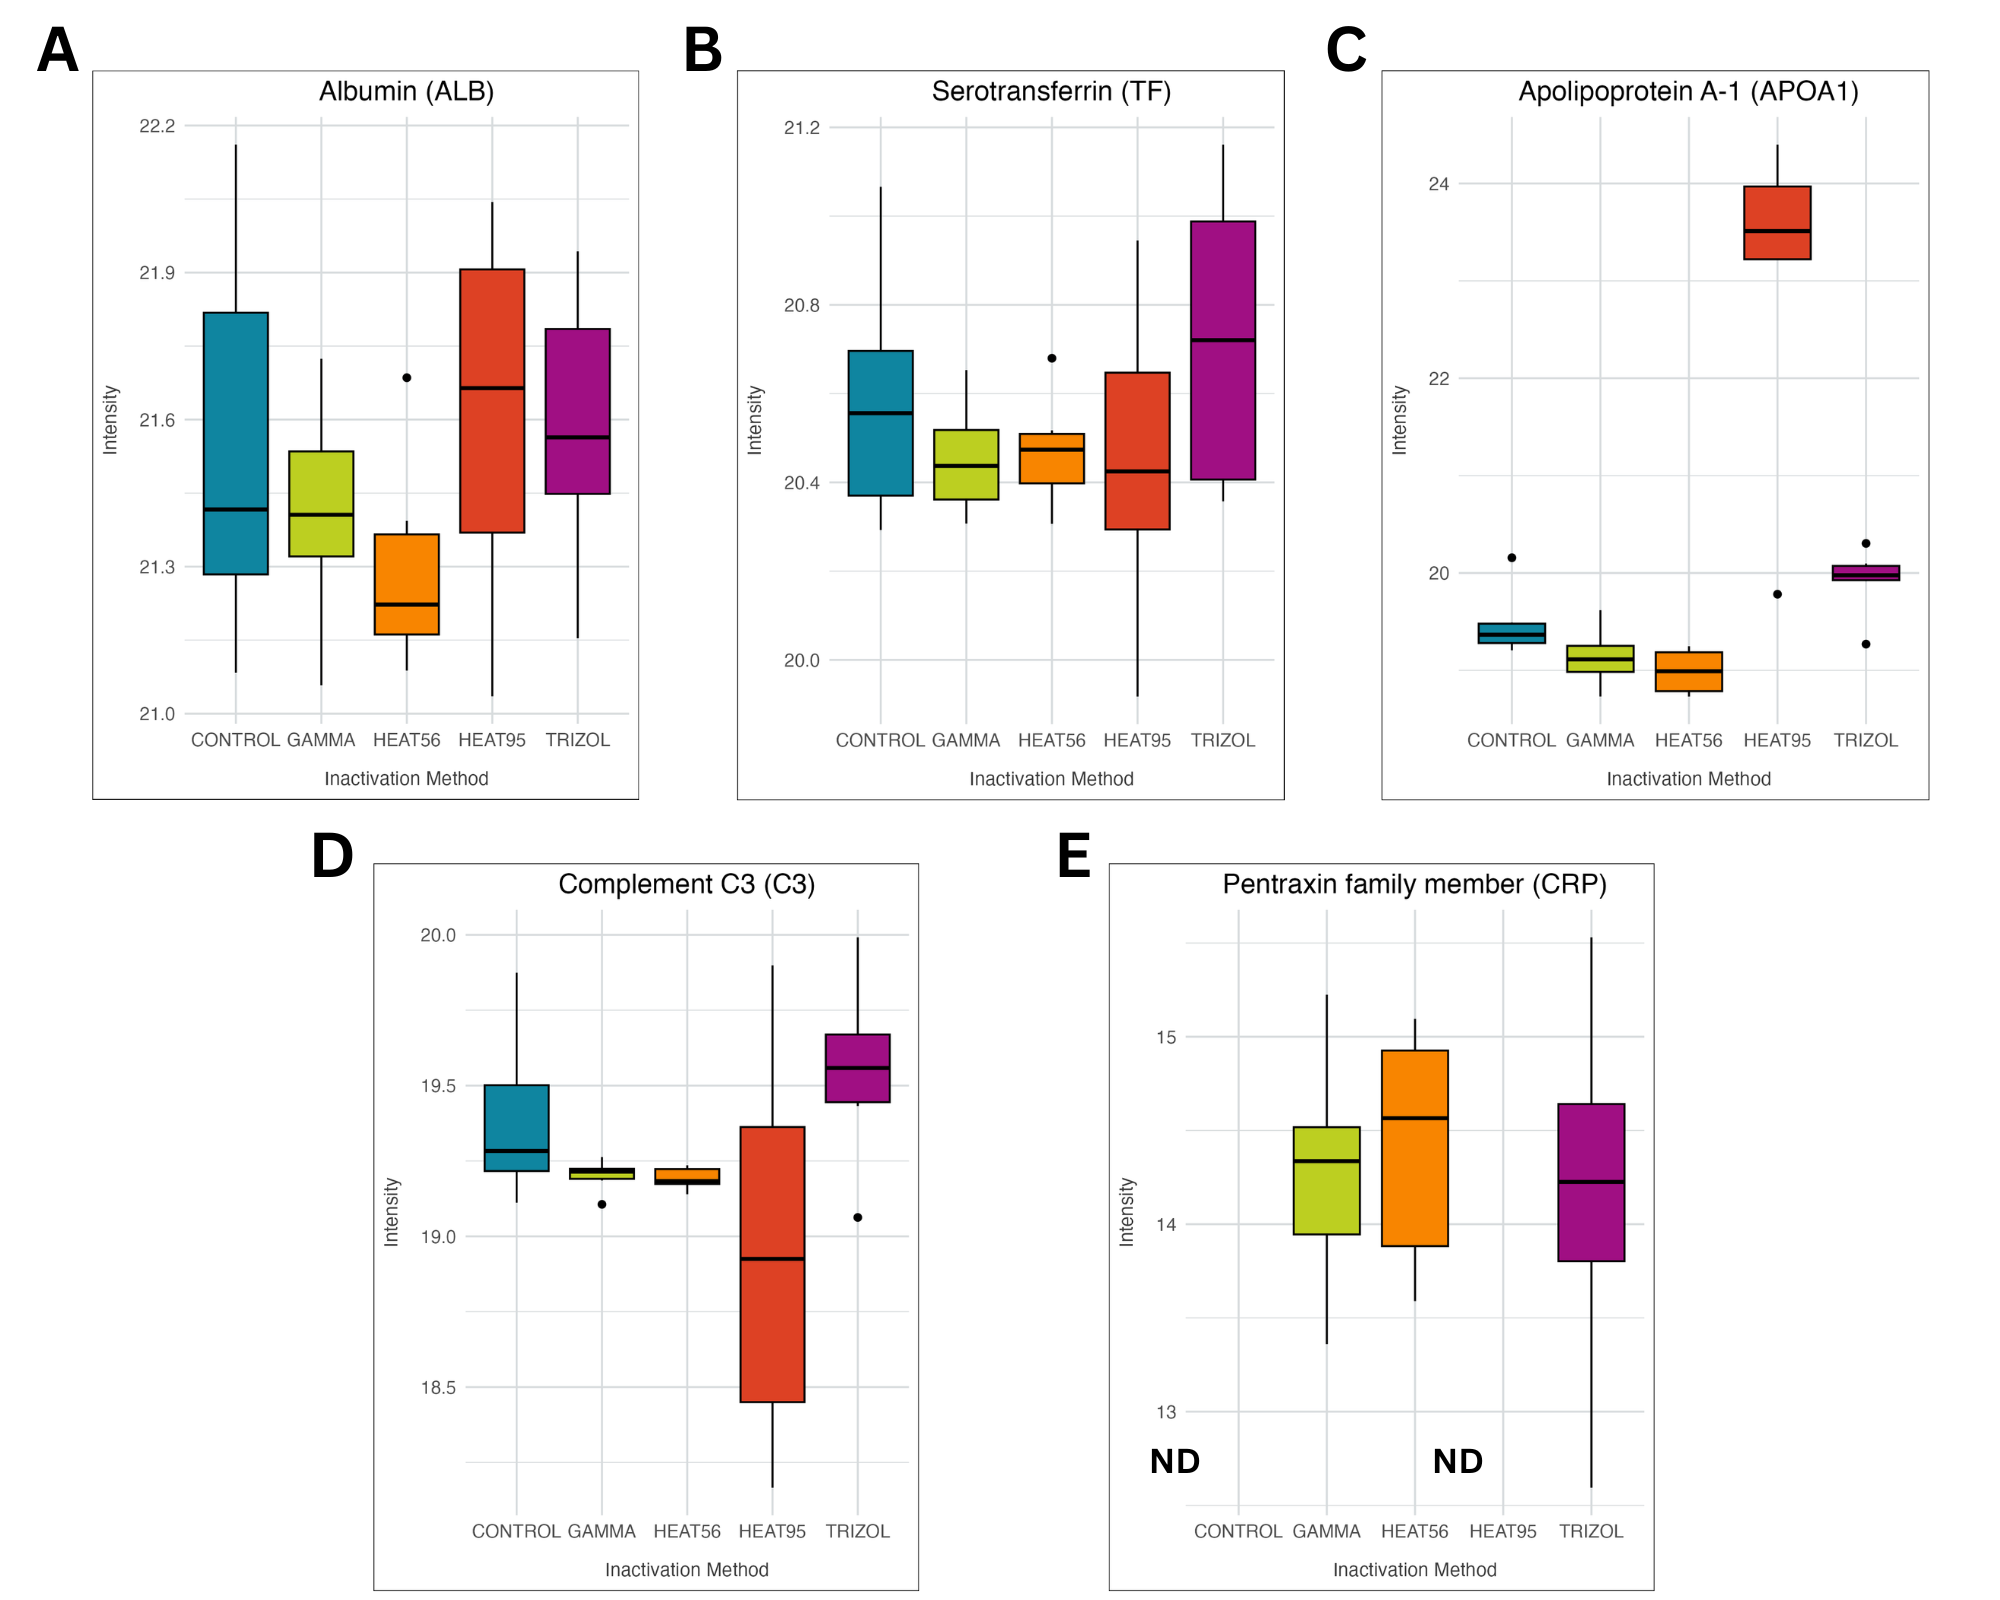 A
Albumin (ALB)
22.2
21.9
21.6
21.3
21.0
Intensity
CONTROL GAMMA HEAT56 HEAT95 TRIZOL
Inactivation Method
B
Serotransferrin (TF)
21.2
20.8
20.4
20.0
Intensity
CONTROL GAMMA HEAT56 HEAT95 TRIZOL
Inactivation Method
C
Apolipoprotein A-1 (APOA1)
24
22
20
Intensity
CONTROL GAMMA HEAT56 HEAT95 TRIZOL
Inactivation Method
D
Complement C3 (C3)
20.0
19.5
19.0
18.5
Intensity
CONTROL GAMMA HEAT56 HEAT95 TRIZOL
Inactivation Method
E
Pentraxin family member (CRP)
15
14
13
Intensity
ND ND
CONTROL GAMMA HEAT56 HEAT95 TRIZOL
Inactivation Method